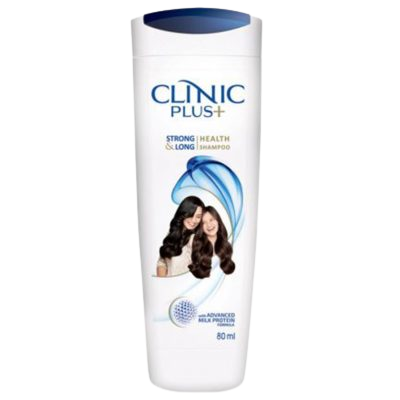 CLINIC
PLUS+
STRONG HEALTH
& LONG SHAMPOO
with ADVANCED
MILK PROTEIN
FORMULA
80 ml